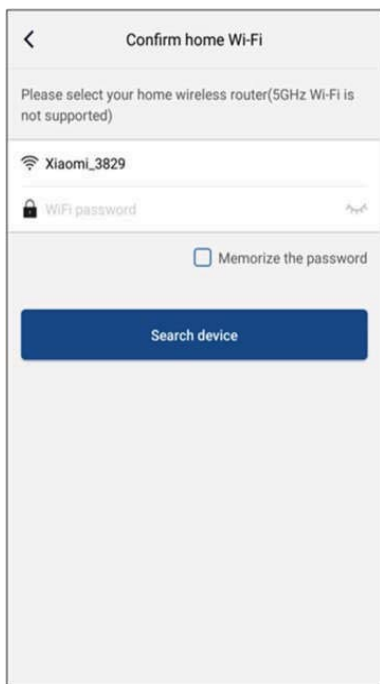 Confirm home Wi-Fi
Please select your home wireless router(5GHz Wi-Fi is
not supported)
Xiaomi_3829
WiFi password
Memorize the password
Search device